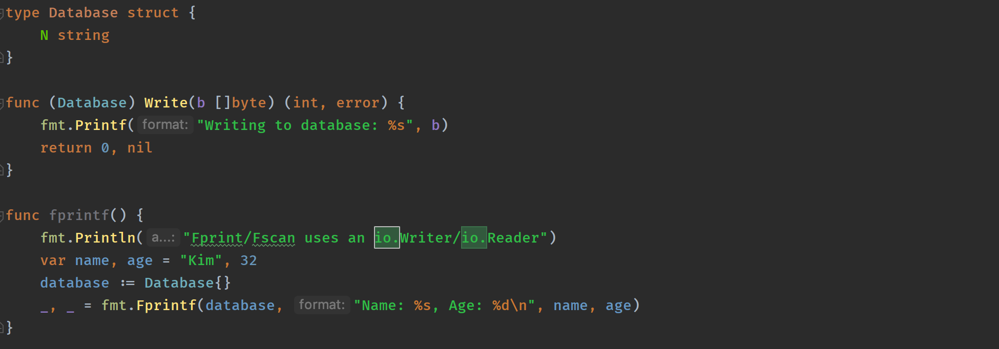 type Database struct {
    N string
}

func (Database) Write(b []byte) (int, error) {
    fmt.Printf( format: "Writing to database: %s", b)
    return 0, nil
}

func fprintf() {
    fmt.Println( a...: "Fprint/Fscan uses an io.Writer/io.Reader")
    var name, age = "Kim", 32
    database := Database{}
    _, _ = fmt.Fprintf(database, format: "Name: %s, Age: %d\n", name, age)
}